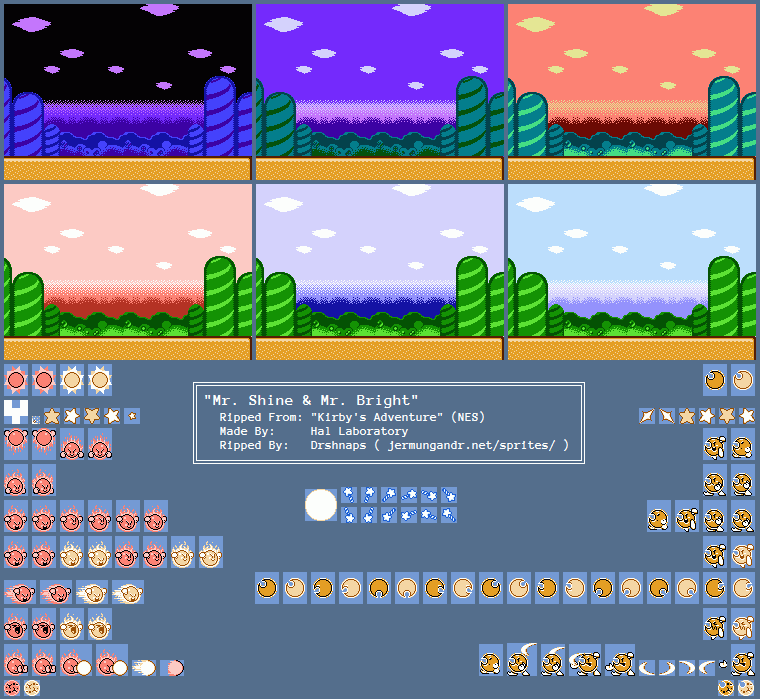 "Mr. Shine & Mr. Bright"
Ripped From: "Kirby's Adventure" (NES)
Made By: Hal Laboratory
Ripped By: Drshnaps ( jermungandr.net/sprites/ )